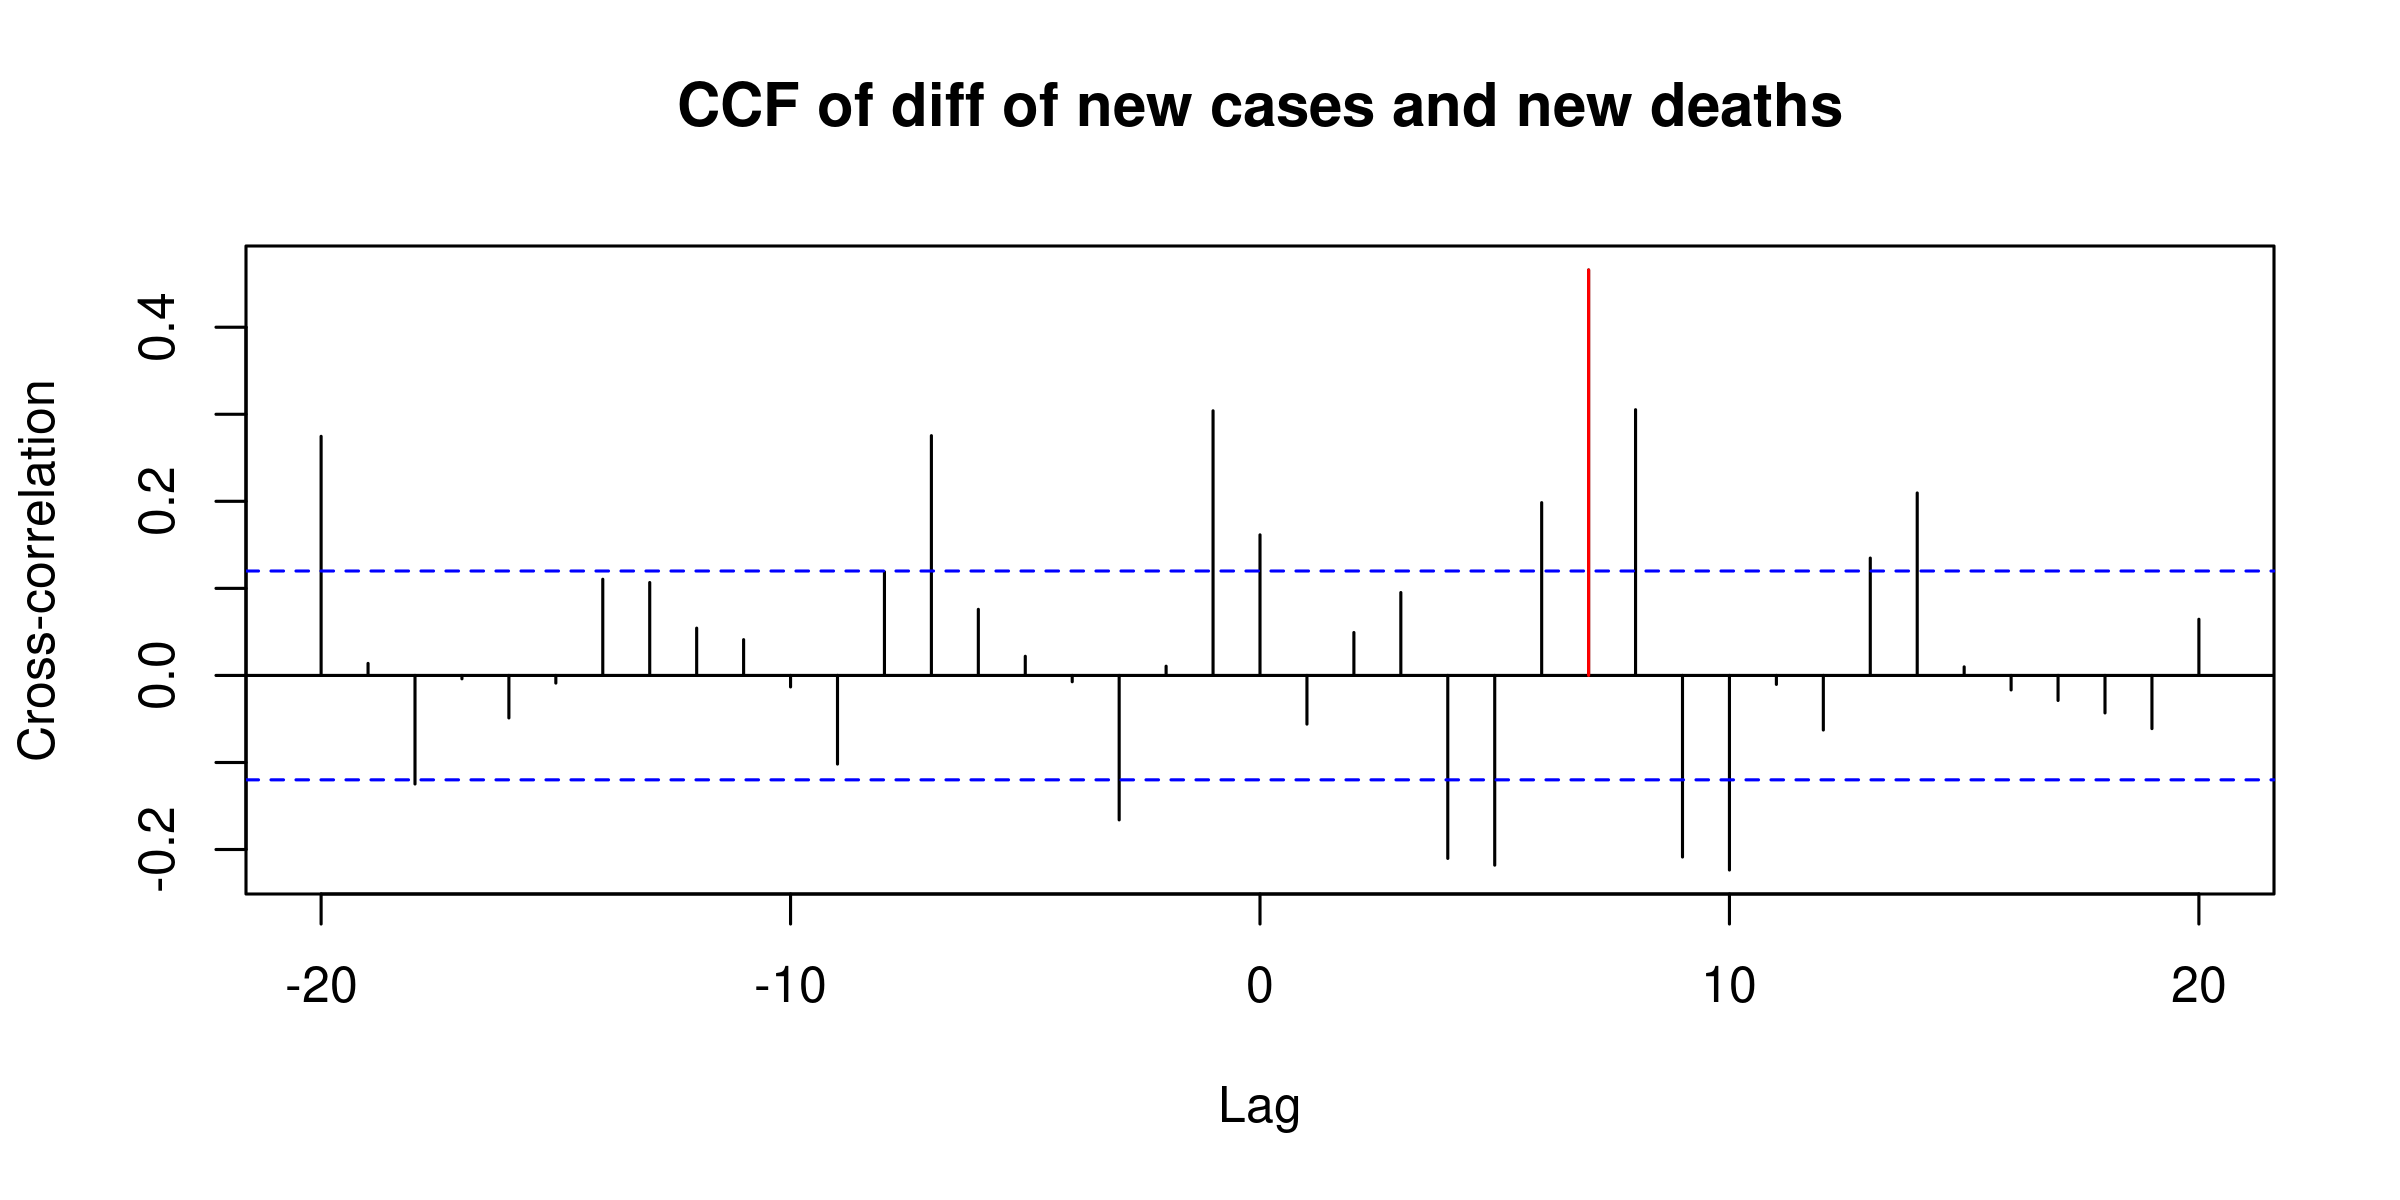 CCF of diff of new cases and new deaths
Cross-correlation
0.4
0.2
0.0
-0.2
-20 -10 0 10 20
Lag